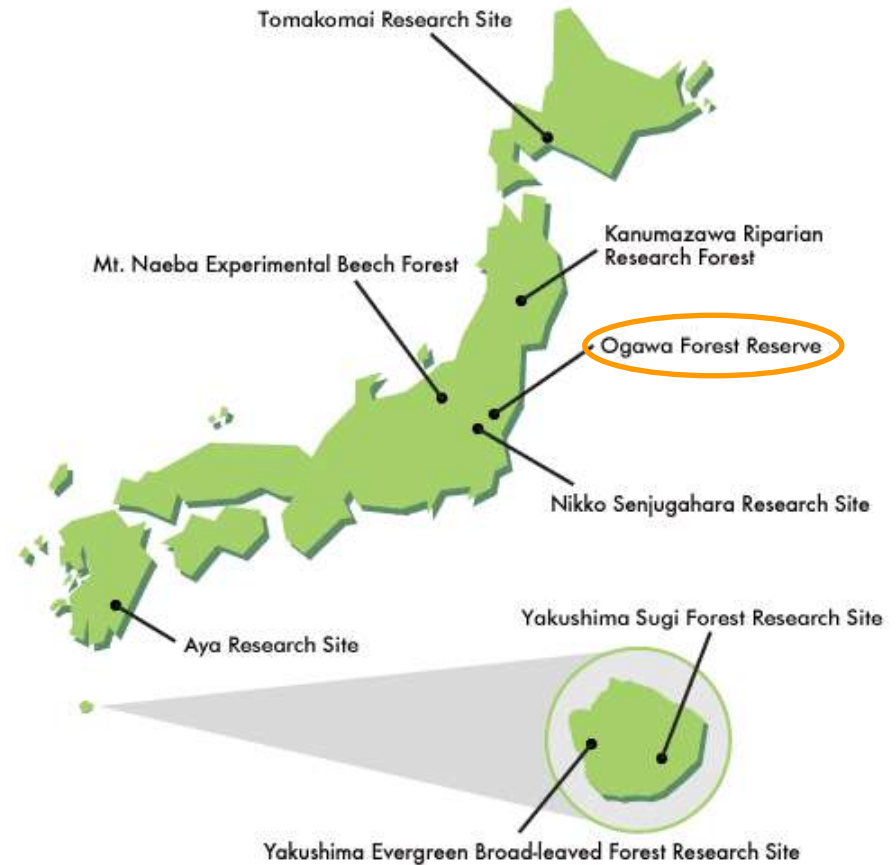 Tomakomai Research Site
Kanumazawa Riparian
Research Forest
Mt. Naeba Experimental Beech Forest
Ogawa Forest Reserve
Nikko Senjugahara Research Site
Yakushima Sugi Forest Research Site
Aya Research Site
Yakushima Evergreen Broad-leaved Forest Research Site